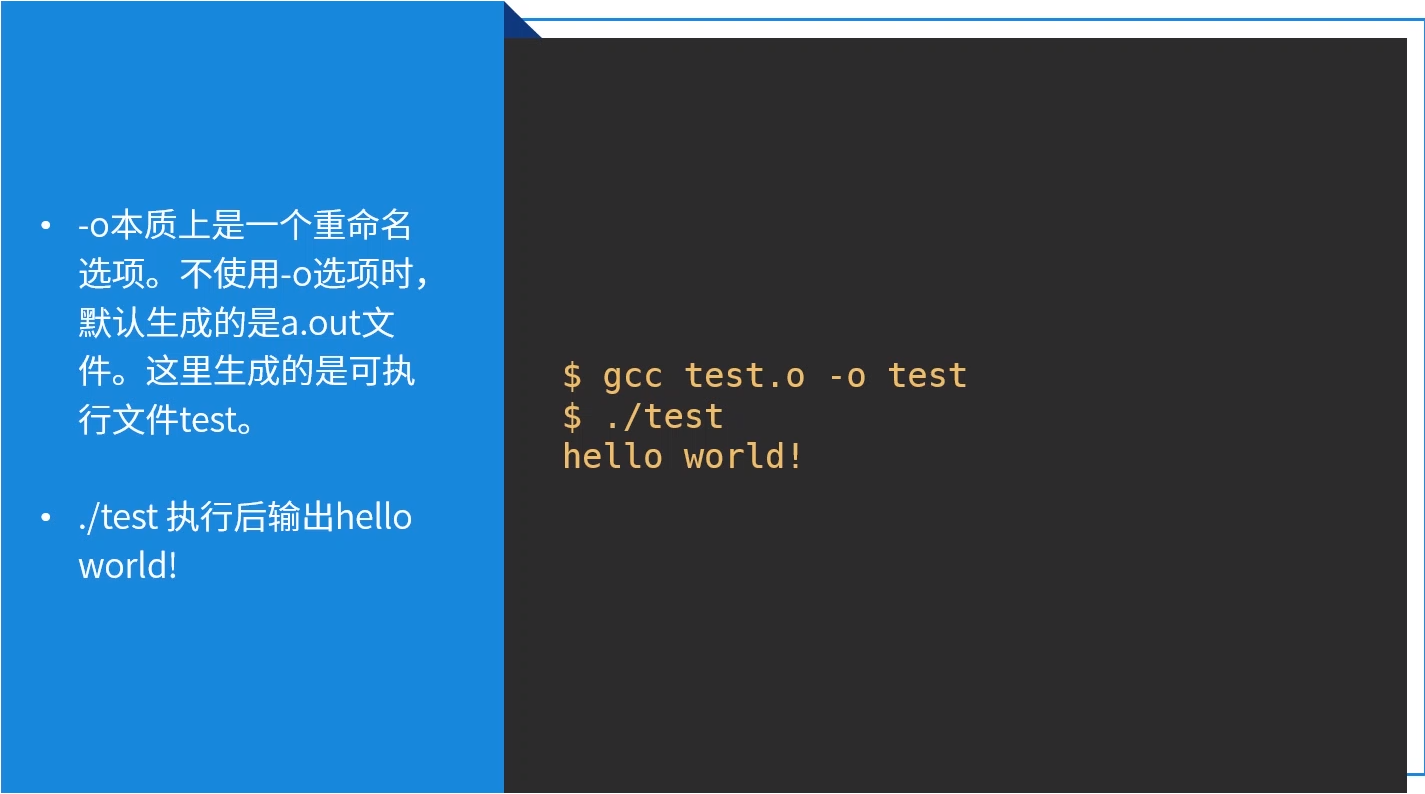 • -o本质上是一个重命名
选项。不使用-o选项时，
默认生成的是a.out文
件。这里生成的是可执
行文件test。
• ./test 执行后输出hello
world!
$ gcc test.o -o test
$ ./test
hello world!